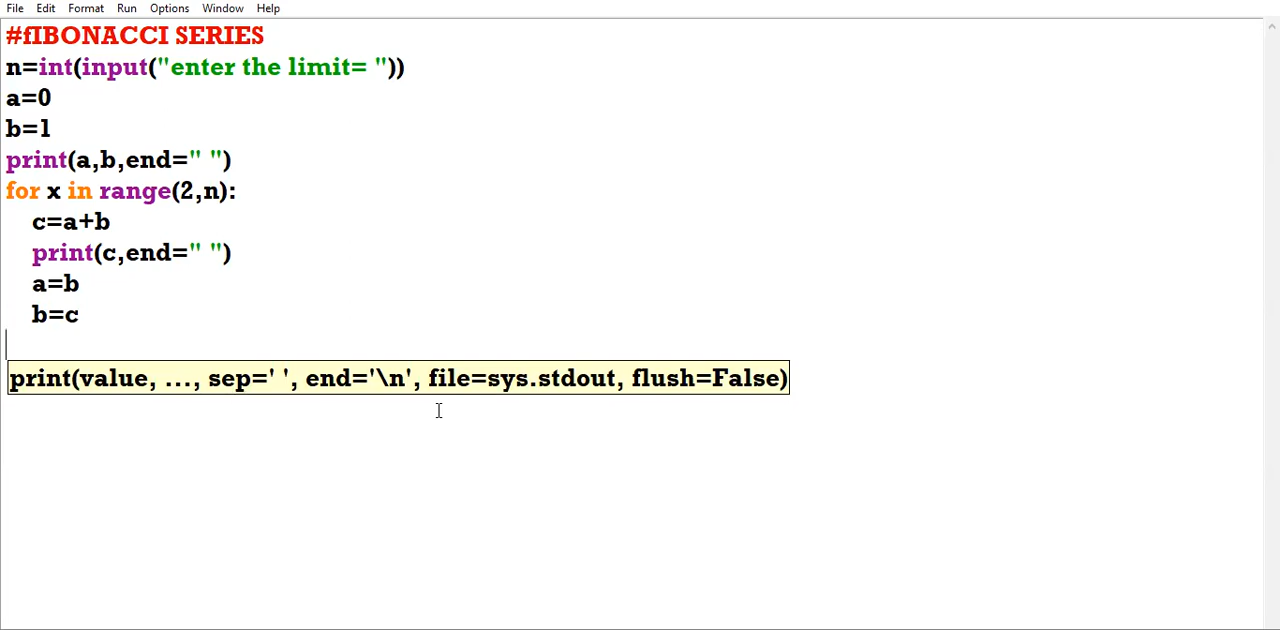 File Edit Format Run Options Window Help
#fIBONACCI SERIES
n=int(input("enter the limit= "))
a=0
b=1
print(a,b,end=" ")
for x in range(2,n):
    c=a+b
    print(c,end=" ")
    a=b
    b=c
print(value, ..., sep=' ', end='\n', file=sys.stdout, flush=False)